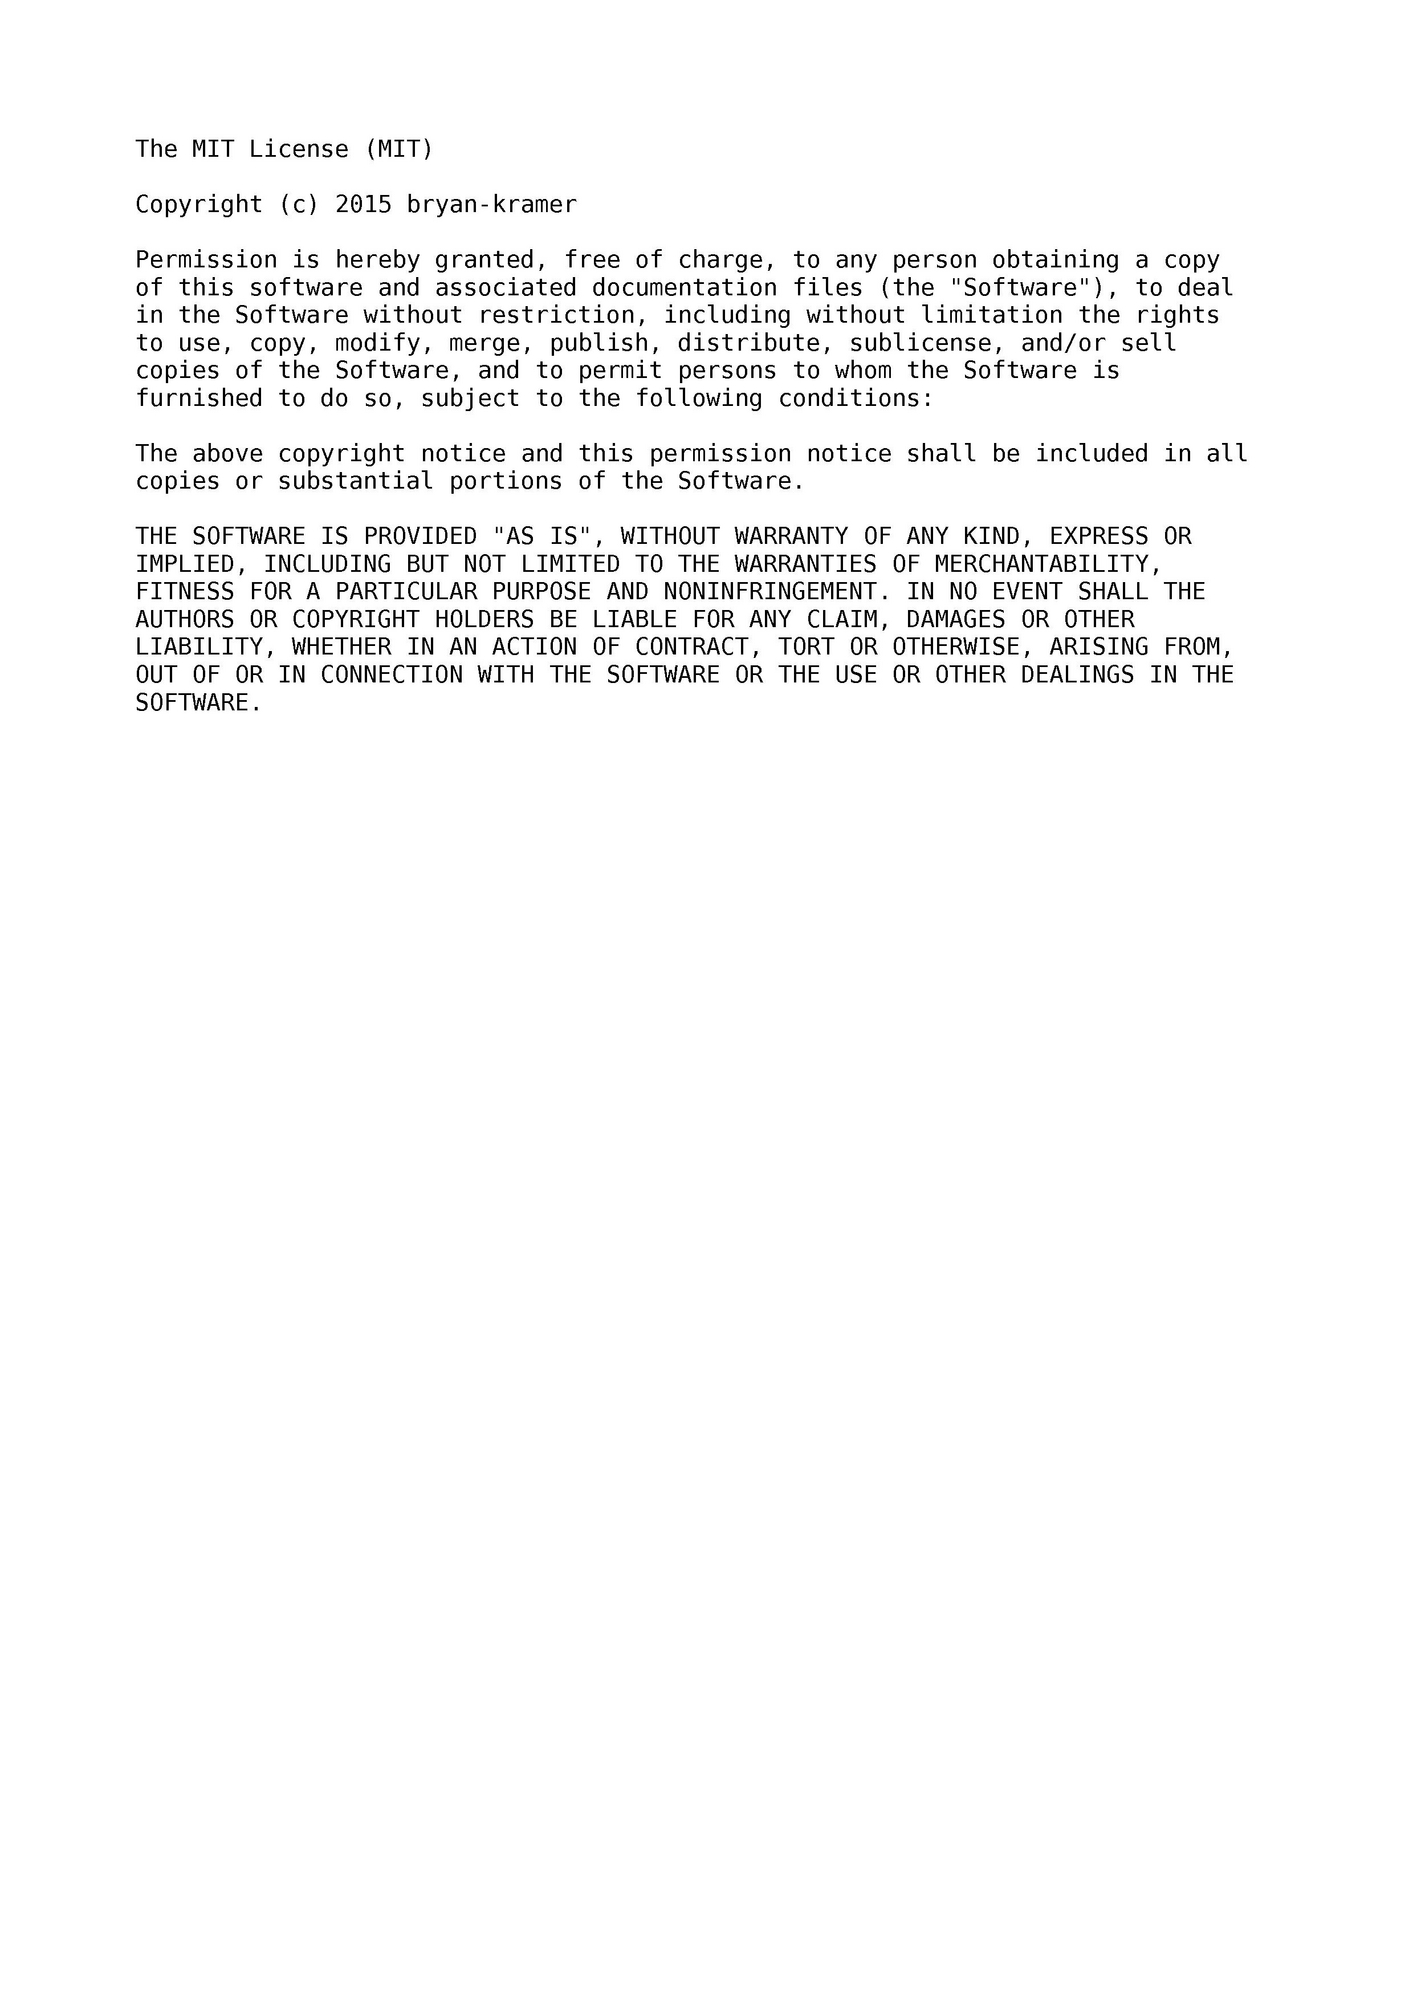 The MIT License (MIT)
Copyright (c) 2015 bryan-kramer
Permission is hereby granted, free of charge, to any person obtaining a copy
of this software and associated documentation files (the "Software"), to deal
in the Software without restriction, including without limitation the rights
to use, copy, modify, merge, publish, distribute, sublicense, and/or sell
copies of the Software, and to permit persons to whom the Software is
furnished to do so, subject to the following conditions:
The above copyright notice and this permission notice shall be included in all
copies or substantial portions of the Software.
THE SOFTWARE IS PROVIDED "AS IS", WITHOUT WARRANTY OF ANY KIND, EXPRESS OR
IMPLIED, INCLUDING BUT NOT LIMITED TO THE WARRANTIES OF MERCHANTABILITY,
FITNESS FOR A PARTICULAR PURPOSE AND NONINFRINGEMENT. IN NO EVENT SHALL THE
AUTHORS OR COPYRIGHT HOLDERS BE LIABLE FOR ANY CLAIM, DAMAGES OR OTHER
LIABILITY, WHETHER IN AN ACTION OF CONTRACT, TORT OR OTHERWISE, ARISING FROM,
OUT OF OR IN CONNECTION WITH THE SOFTWARE OR THE USE OR OTHER DEALINGS IN THE
SOFTWARE.